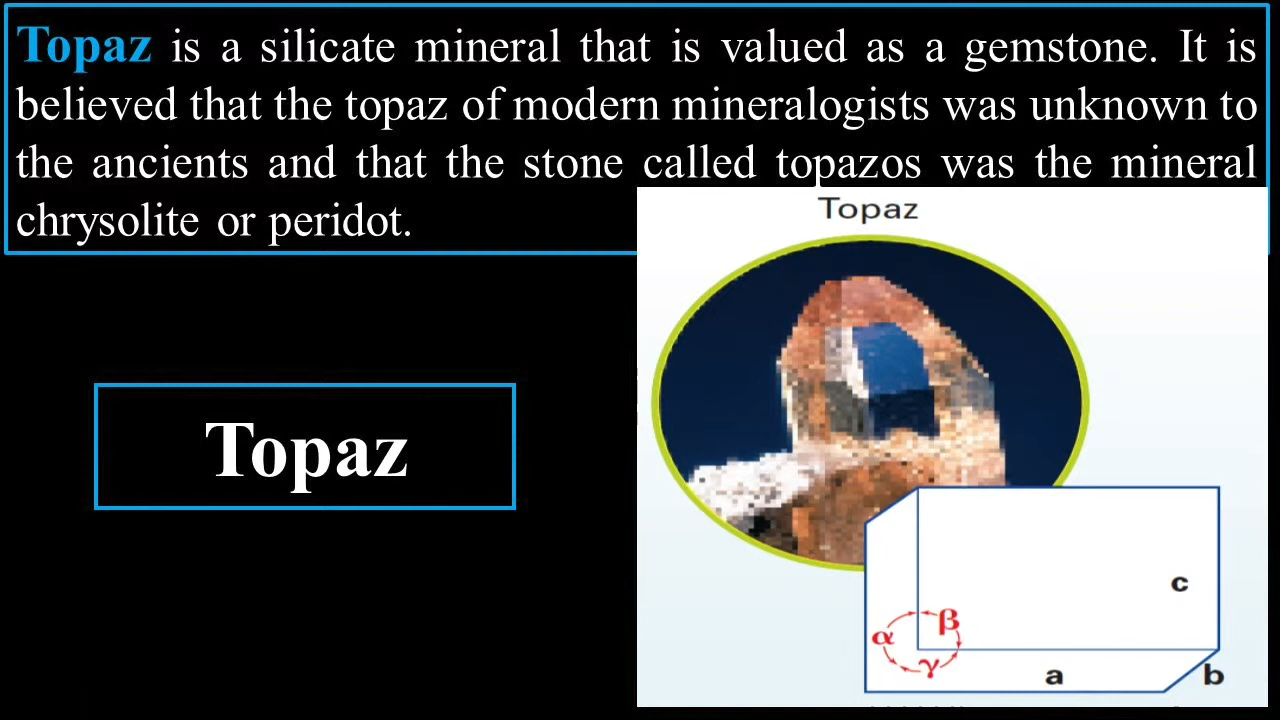 Topaz is a silicate mineral that is valued as a gemstone. It is
believed that the topaz of modern mineralogists was unknown to
the ancients and that the stone called topazos was the mineral
chrysolite or peridot.
Topaz
Topaz
c
α β
γ
a b